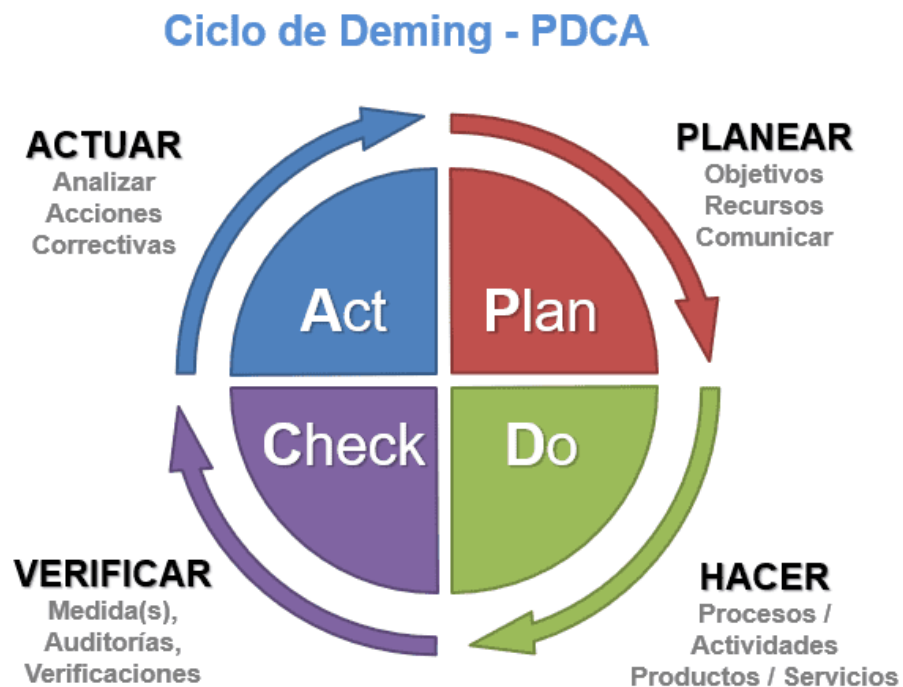 Ciclo de Deming - PDCA
ACTUAR
Analizar
Acciones
Correctivas
PLANEAR
Objetivos
Recursos
Comunicar
Act
Plan
Check
Do
VERIFICAR
Medida(s),
Auditorías,
Verificaciones
HACER
Procesos /
Actividades
Productos / Servicios